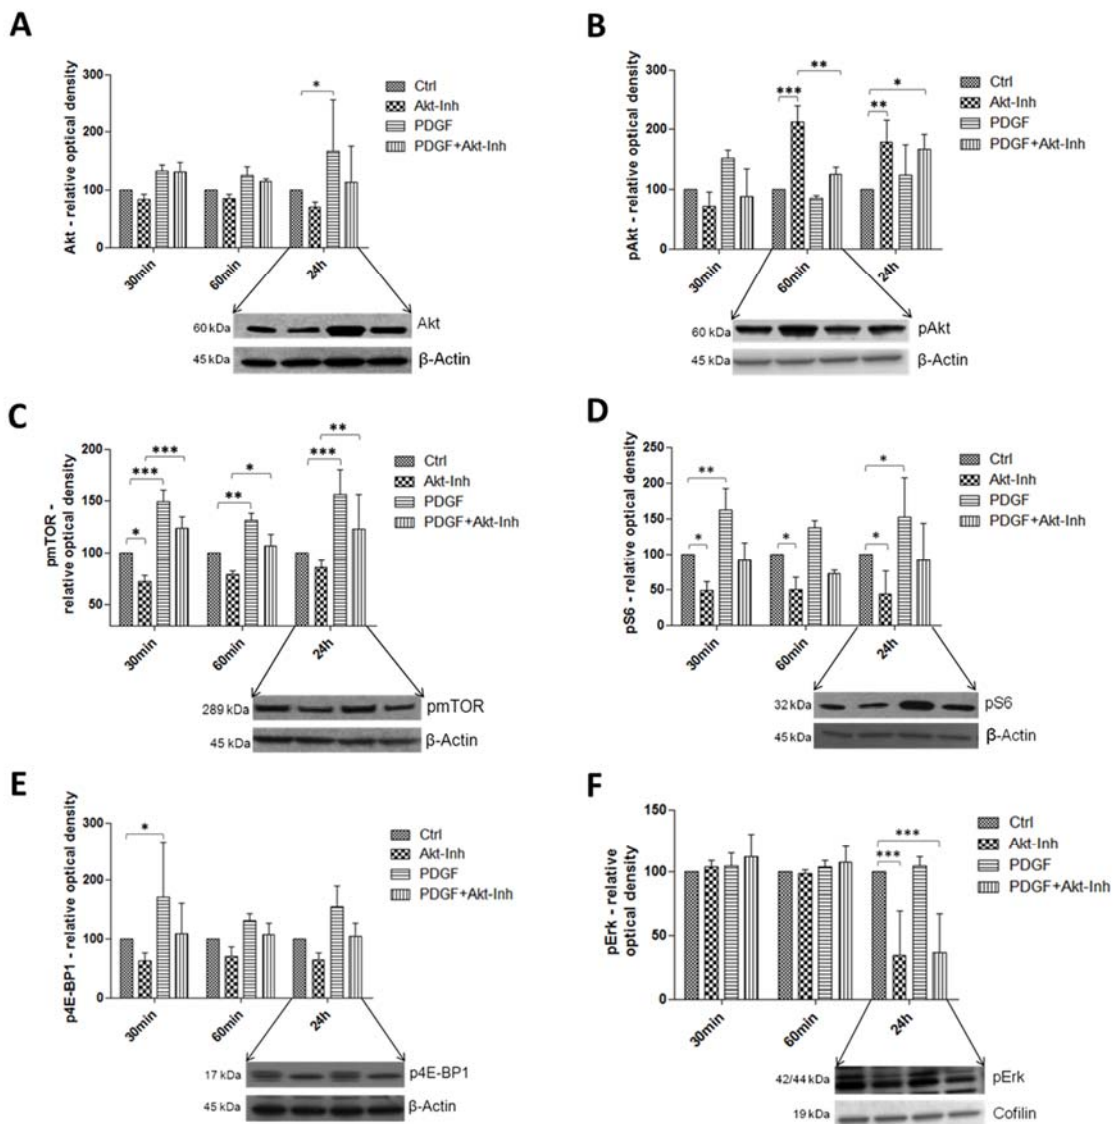 A
Akt - relative optical density
300
200
100
0
*
Ctrl
Akt-Inh
PDGF
PDGF+Akt-Inh
30min
60min
24h
60 kDa
Akt
45 kDa
β-Actin
B
pAkt - relative optical density
300
200
100
0
***
**
**
*
Ctrl
Akt-Inh
PDGF
PDGF+Akt-Inh
30min
60min
24h
60 kDa
pAkt
45 kDa
β-Actin
C
pmTOR -
relative optical density
200
150
100
50
*
***
***
**
*
***
**
Ctrl
Akt-Inh
PDGF
PDGF+Akt-Inh
30min
60min
24h
289 kDa
pmTOR
45 kDa
β-Actin
D
pS6 - relative optical density
250
200
150
100
50
0
*
**
*
*
*
Ctrl
Akt-Inh
PDGF
PDGF+Akt-Inh
30min
60min
24h
32 kDa
pS6
45 kDa
β-Actin
E
p4E-BP1 - relative optical density
300
200
100
0
*
Ctrl
Akt-Inh
PDGF
PDGF+Akt-Inh
30min
60min
24h
17 kDa
p4E-BP1
45 kDa
β-Actin
F
pErk - relative
optical density
150
100
50
0
***
***
Ctrl
Akt-Inh
PDGF
PDGF+Akt-Inh
30min
60min
24h
42/44 kDa
pErk
19 kDa
Cofilin